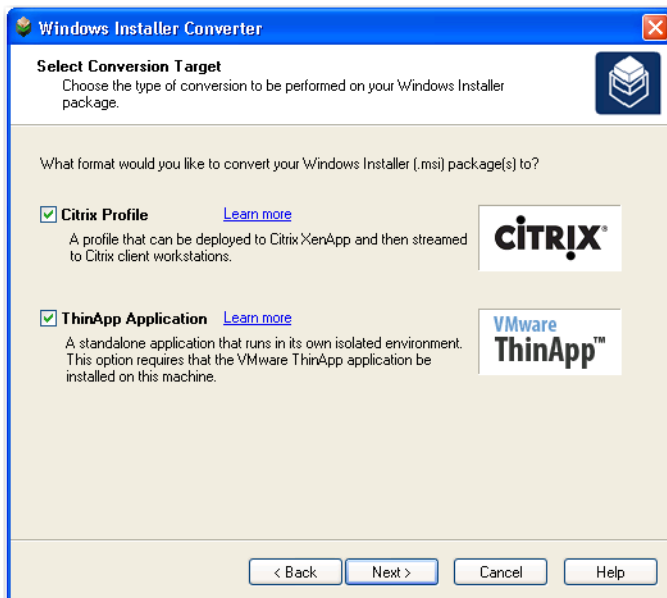 Windows Installer Converter
Select Conversion Target
Choose the type of conversion to be performed on your Windows Installer
package.
What format would you like to convert your Windows Installer (.msi) package(s) to?
Citrix Profile Learn more
A profile that can be deployed to Citrix XenApp and then streamed
to Citrix client workstations.
CITRIX®
ThinApp Application Learn more
A standalone application that runs in its own isolated environment.
This option requires that the VMware ThinApp application be
installed on this machine.
VMware
ThinApp™
< Back Next > Cancel Help